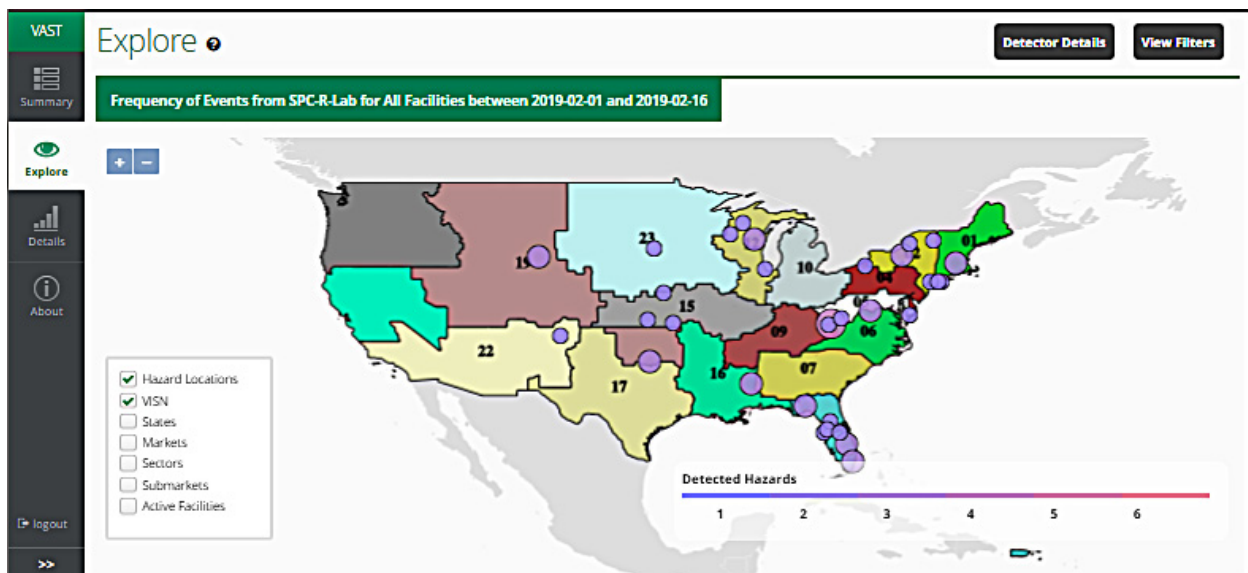 VAST
Explore
Detector Details
View Filters
Summary
Frequency of Events from SPC-R-Lab for All Facilities between 2019-02-01 and 2019-02-16
Explore
+ −
Details
About
23
01
19
10
04
15
09
06
22
07
16
17
Hazard Locations
VISN
States
Markets
Sectors
Submarkets
Active Facilities
Detected Hazards
1 2 3 4 5 6
logout
>>